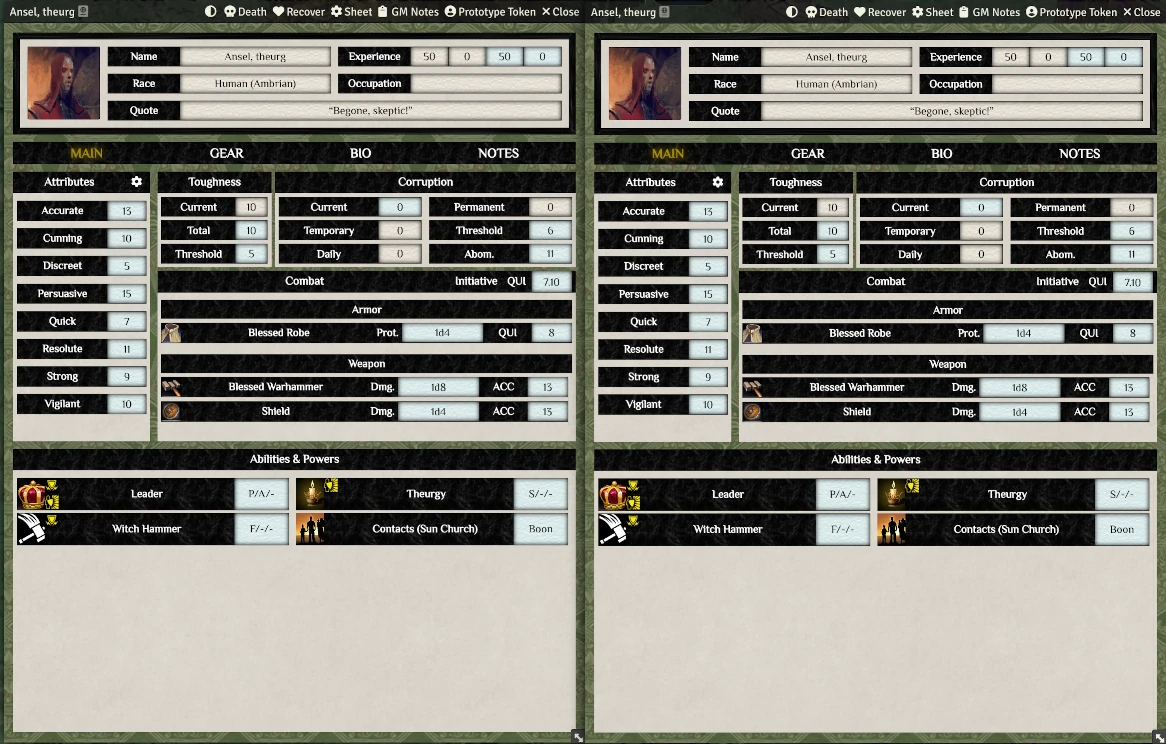 Ansel, theurg Death Recover Sheet GM Notes Prototype Token Close
Name Ansel, theurg Experience 50 0 50 0
Race Human (Ambrian) Occupation
Quote “Begone, skeptic!”
MAIN GEAR BIO NOTES
Attributes Toughness Corruption
Accurate 13 Current 10 Current 0 Permanent 0
Cunning 10 Total 10 Temporary 0 Threshold 6
Discreet 5 Threshold 5 Daily 0 Abom. 11
Persuasive 15 Combat Initiative QUI 7.10
Armor
Quick 7 Blessed Robe Prot. 1d4 QUI 8
Resolute 11 Weapon
Strong 9 Blessed Warhammer Dmg. 1d8 ACC 13
Vigilant 10 Shield Dmg. 1d4 ACC 13
Abilities & Powers
Leader P/A/- Theurgy S/-/-
Witch Hammer F/-/- Contacts (Sun Church) Boon
Ansel, theurg Death Recover Sheet GM Notes Prototype Token Close
Name Ansel, theurg Experience 50 0 50 0
Race Human (Ambrian) Occupation
Quote “Begone, skeptic!”
MAIN GEAR BIO NOTES
Attributes Toughness Corruption
Accurate 13 Current 10 Current 0 Permanent 0
Cunning 10 Total 10 Temporary 0 Threshold 6
Discreet 5 Threshold 5 Daily 0 Abom. 11
Persuasive 15 Combat Initiative QUI 7.10
Armor
Quick 7 Blessed Robe Prot. 1d4 QUI 8
Resolute 11 Weapon
Strong 9 Blessed Warhammer Dmg. 1d8 ACC 13
Vigilant 10 Shield Dmg. 1d4 ACC 13
Abilities & Powers
Leader P/A/- Theurgy S/-/-
Witch Hammer F/-/- Contacts (Sun Church) Boon